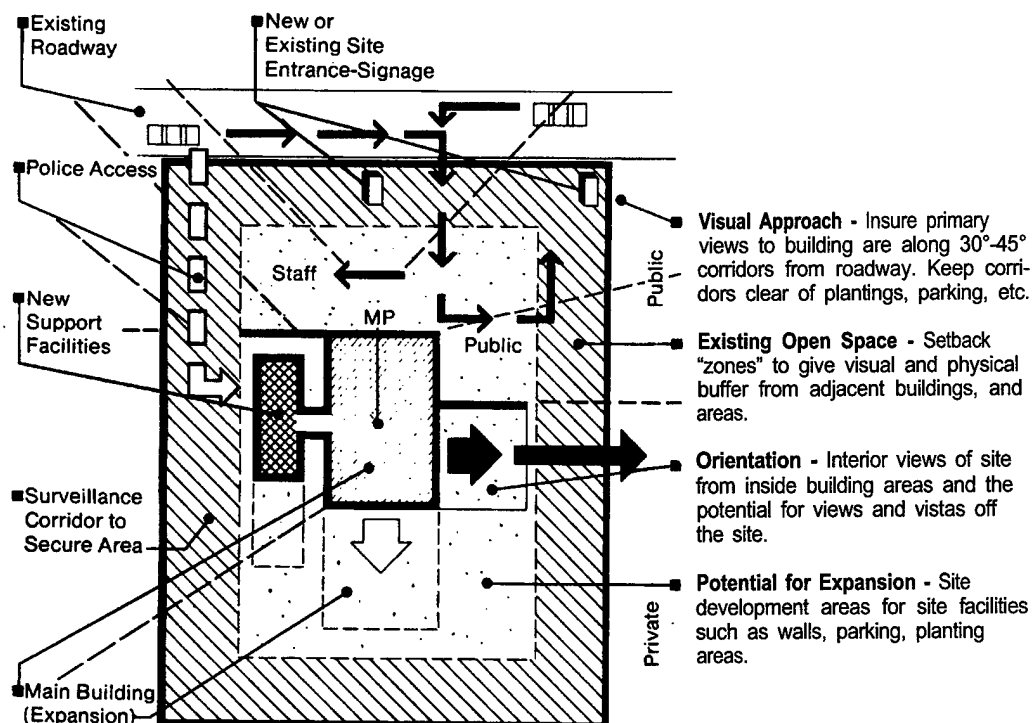 ■Existing
Roadway
■New or
Existing Site
Entrance-Signage
■Police Access
■New
Support
Facilities
■Surveillance
Corridor to
Secure Area
■Main Building
(Expansion)
Staff
MP
Public
Public
Private
■ Visual Approach - Insure primary
views to building are along 30°-45°
corridors from roadway. Keep corri-
dors clear of plantings, parking, etc.
■ Existing Open Space - Setback
“zones” to give visual and physical
buffer from adjacent buildings, and
areas.
■ Orientation - Interior views of site
from inside building areas and the
potential for views and vistas off
the site.
■ Potential for Expansion - Site
development areas for site facilities
such as walls, parking, planting
areas.